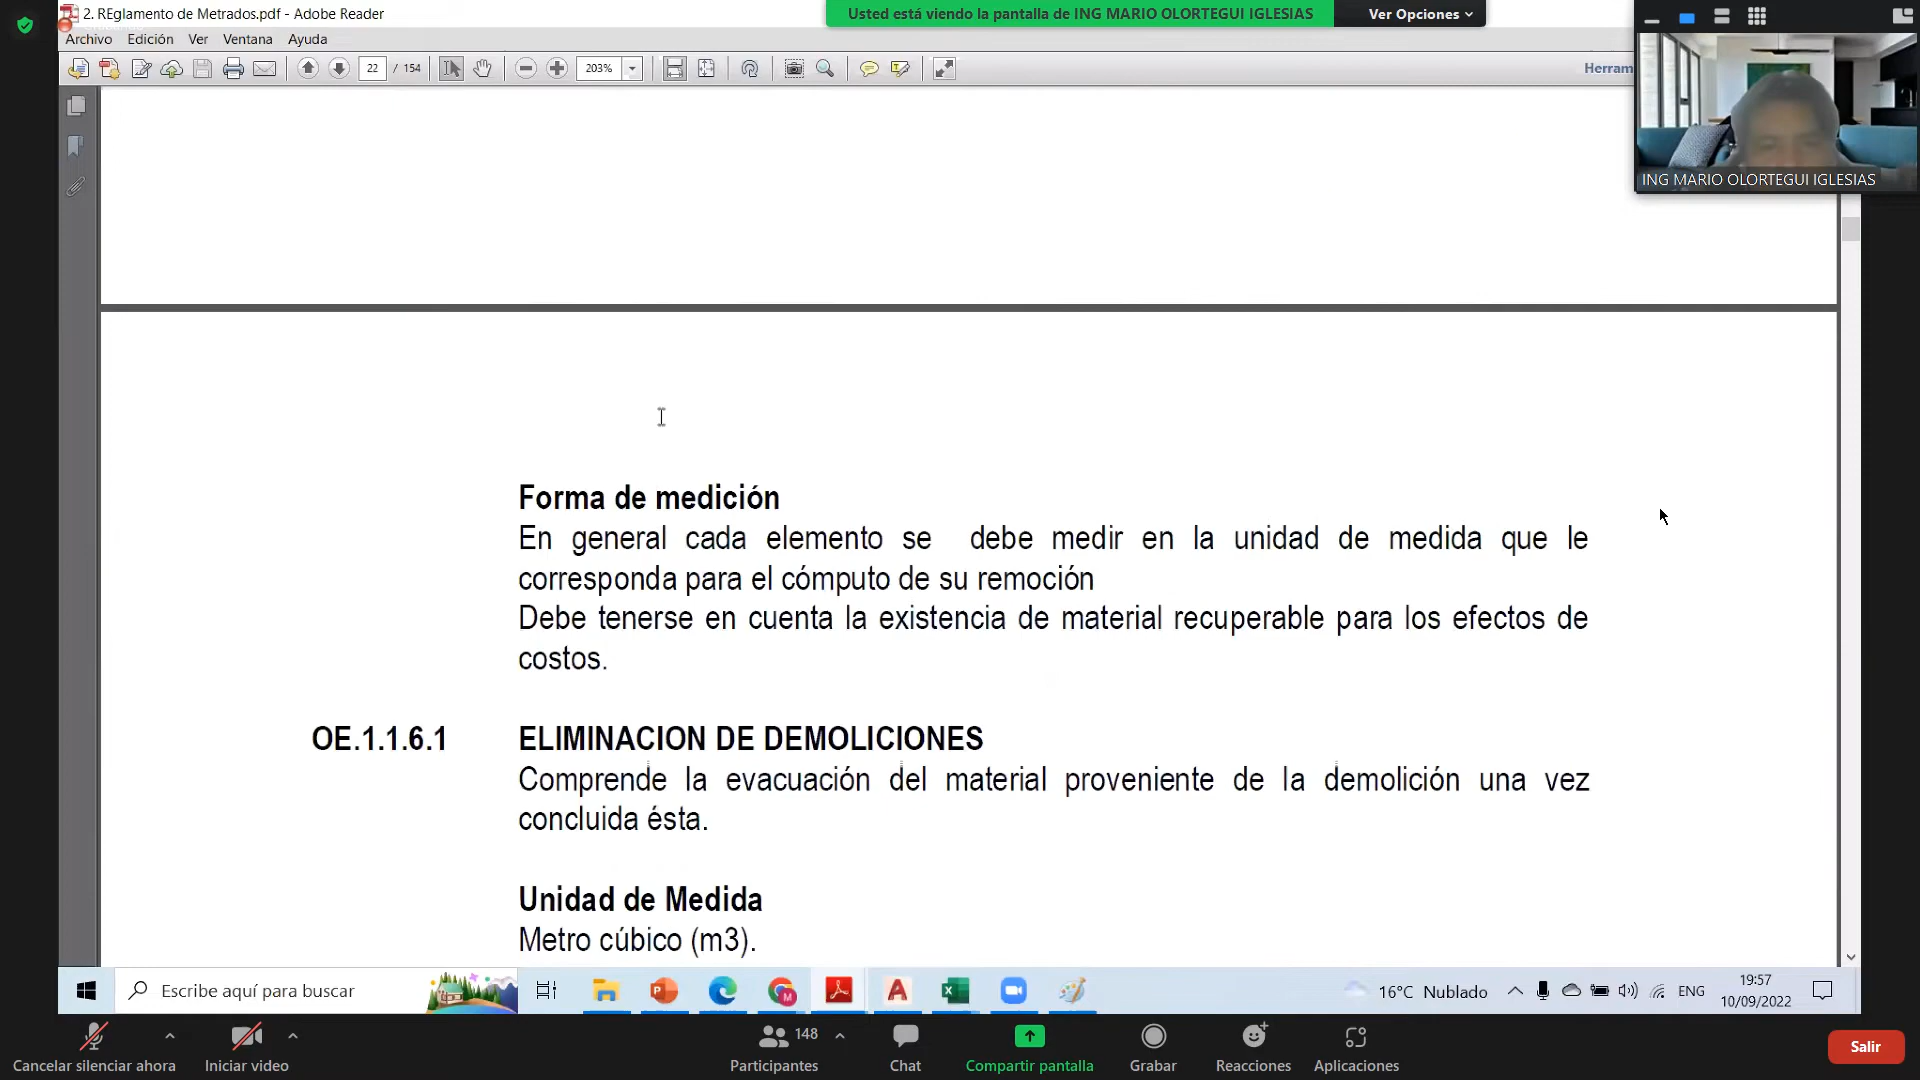 2. REglamento de Metrados.pdf - Adobe Reader
Usted está viendo la pantalla de ING MARIO OLORTEGUI IGLESIAS
Ver Opciones
Archivo Edición Ver Ventana Ayuda
22 / 154
203%
Herram
ING MARIO OLORTEGUI IGLESIAS
Forma de medición
En general cada elemento se debe medir en la unidad de medida que le
corresponda para el cómputo de su remoción
Debe tenerse en cuenta la existencia de material recuperable para los efectos de
costos.
OE.1.1.6.1 ELIMINACION DE DEMOLICIONES
Comprende la evacuación del material proveniente de la demolición una vez
concluida ésta.
Unidad de Medida
Metro cúbico (m3).
Escribe aquí para buscar
16°C Nublado
ENG
19:57
10/09/2022
Cancelar silenciar ahora
Iniciar video
148
Participantes
Chat
Compartir pantalla
Grabar
Reacciones
Aplicaciones
Salir